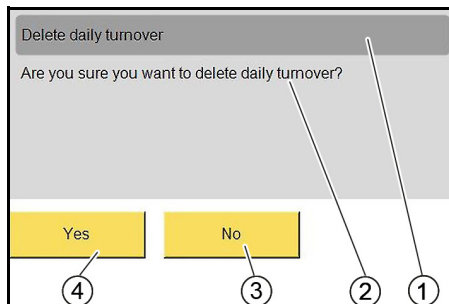 Delete daily turnover
Are you sure you want to delete daily turnover?
Yes
No
4
3
2
1